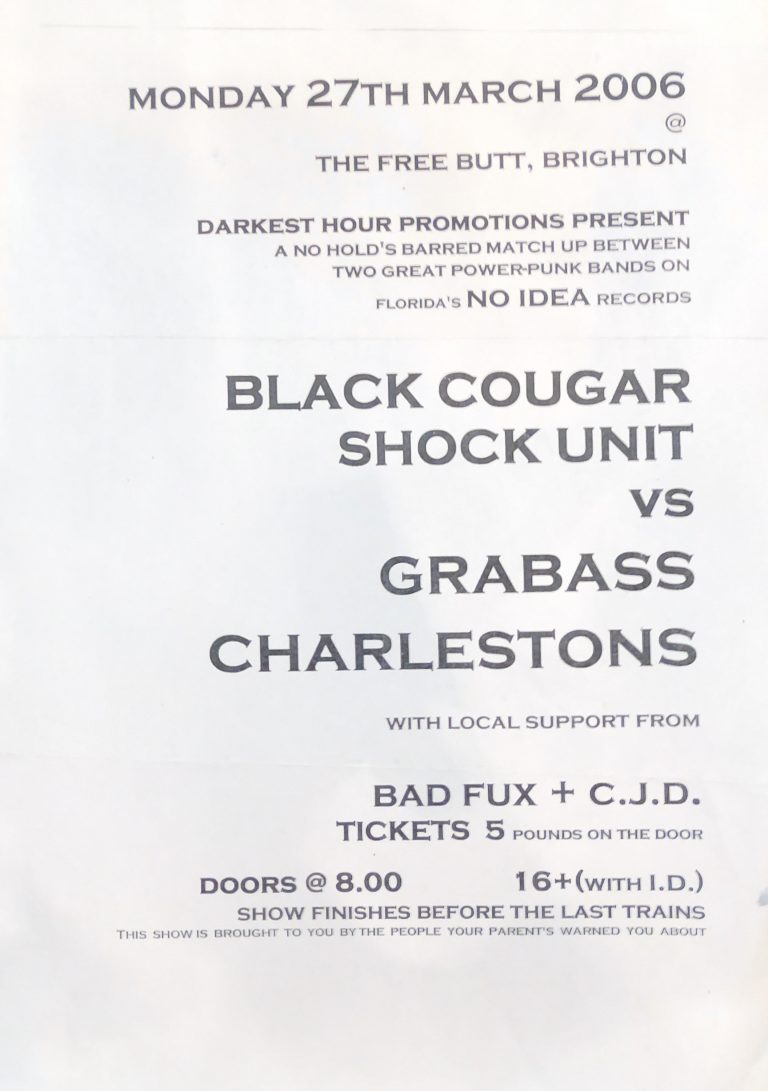 MONDAY 27TH MARCH 2006
@
THE FREE BUTT, BRIGHTON
DARKEST HOUR PROMOTIONS PRESENT
A NO HOLD'S BARRED MATCH UP BETWEEN
TWO GREAT POWER-PUNK BANDS ON
FLORIDA'S NO IDEA RECORDS
BLACK COUGAR
SHOCK UNIT
VS
GRABASS
CHARLESTONS
WITH LOCAL SUPPORT FROM
BAD FUX + C.J.D.
TICKETS 5 POUNDS ON THE DOOR
DOORS @ 8.00 16+(WITH I.D.)
SHOW FINISHES BEFORE THE LAST TRAINS
THIS SHOW IS BROUGHT TO YOU BY THE PEOPLE YOUR PARENT'S WARNED YOU ABOUT